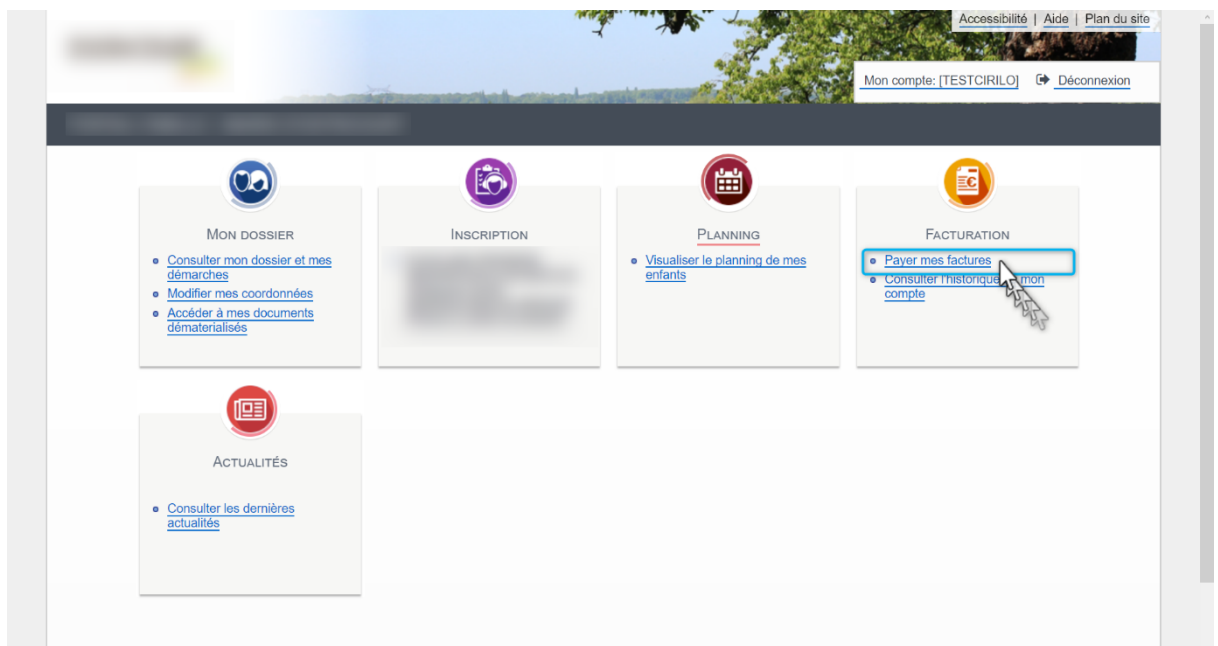 Accessibilité | Aide | Plan du site
Mon compte: [TESTCIRILO] Déconnexion
MON DOSSIER
Consulter mon dossier et mes
démarches
Modifier mes coordonnées
Accéder à mes documents
dématerialisés
INSCRIPTION
PLANNING
Visualiser le planning de mes
enfants
FACTURATION
Payer mes factures
Consulter l'historique mon
compte
ACTUALITÉS
Consulter les dernières
actualités